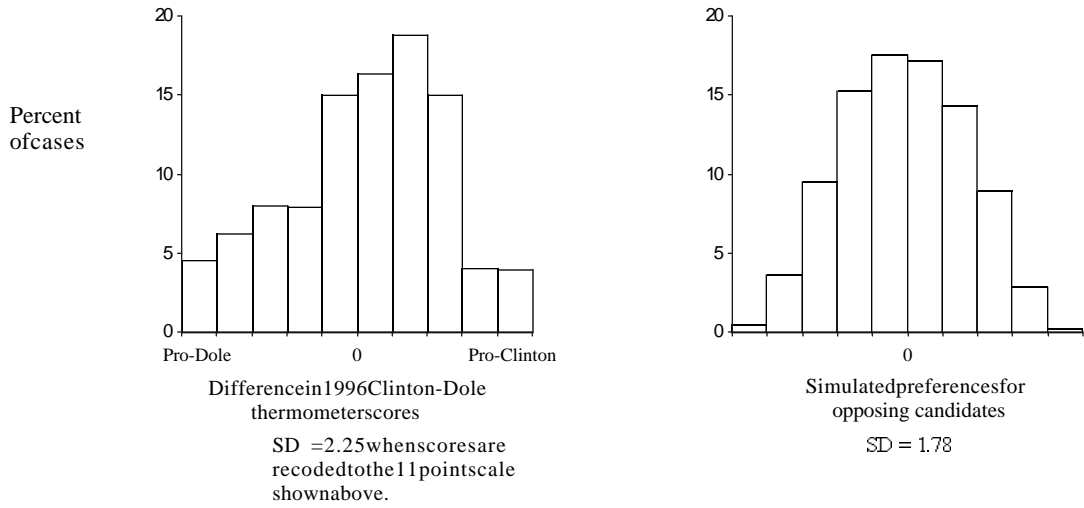 20
15
10
5
0
Percent
ofcases
Pro-Dole 0 Pro-Clinton
Differencein1996Clinton-Dole
thermometerscores
SD =2.25whenscoresare
recodedtothe11pointscale
shownabove.
20
15
10
5
0
0
Simulatedpreferencesfor
opposing candidates
SD = 1.78